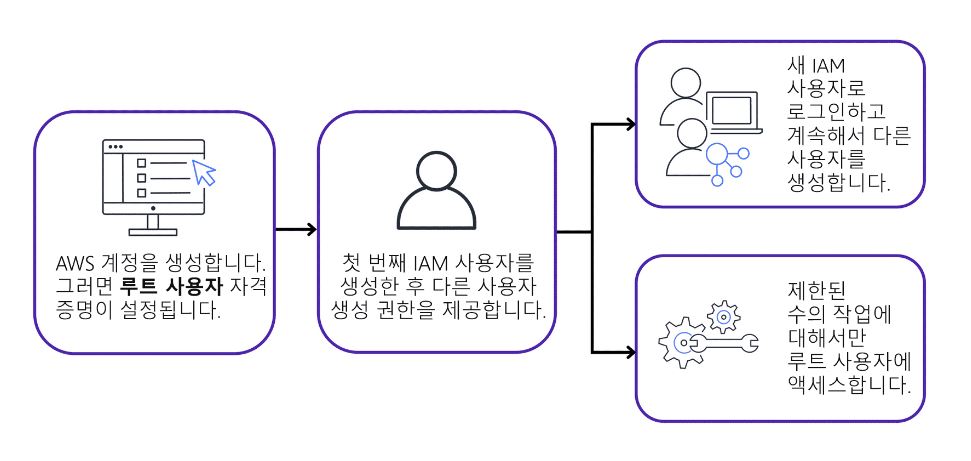 AWS 계정을 생성합니다.
그러면 루트 사용자 자격
증명이 설정됩니다.
첫 번째 IAM 사용자를
생성한 후 다른 사용자
생성 권한을 제공합니다.
새 IAM
사용자로
로그인하고
계속해서 다른
사용자를
생성합니다.
제한된
수의 작업에
대해서만
루트 사용자에
액세스합니다.